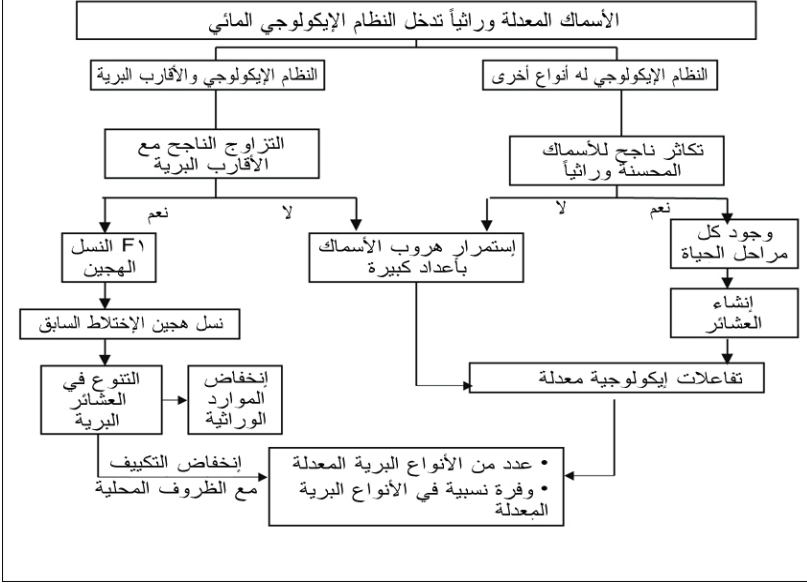 الأسماك المعدلة وراثياً تدخل النظام الإيكولوجي المائي
النظام الإيكولوجي له أنواع أخرى
النظام الإيكولوجي والأقارب البرية
تكاثر ناجح للأسماك
المحسنة وراثياً
التزاوج الناجح مع
الأقارب البرية
نعم
لا
لا
نعم
وجود كل
مراحل الحياة
إستمرار هروب الأسماك
بأعداد كبيرة
F١ النسل
الهجين
إنشاء
العشائر
نسل هجين الإختلاط السابق
تفاعلات إيكولوجية معدلة
إنخفاض
الموارد
الوراثية
التنوع في
العشائر
البرية
إنخفاض التكييف
مع الظروف المحلية
• عدد من الأنواع البرية المعدلة
• وفرة نسبية في الأنواع البرية
المعدلة